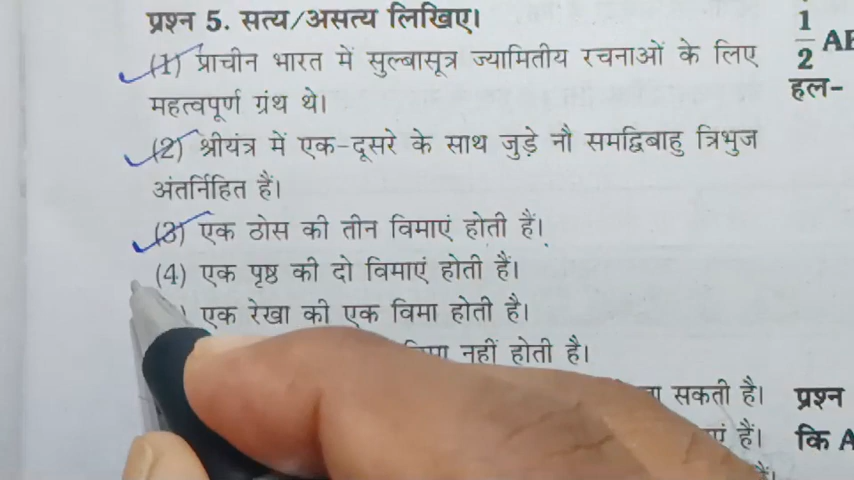 प्रश्न 5. सत्य/असत्य लिखिए।
(1) प्राचीन भारत में सुल्बासूत्र ज्यामितीय रचनाओं के लिए
महत्वपूर्ण ग्रंथ थे।
(2) श्रीयंत्र में एक-दूसरे के साथ जुड़े नौ समद्विबाहु त्रिभुज
अंतर्निहित हैं।
(3) एक ठोस की तीन विमाएं होती हैं।
(4) एक पृष्ठ की दो विमाएं होती हैं।
एक रेखा की एक विमा होती है।
नहीं होती है।
सकती है।
हैं।
1/2 AB
हल-
प्रश्न
कि A